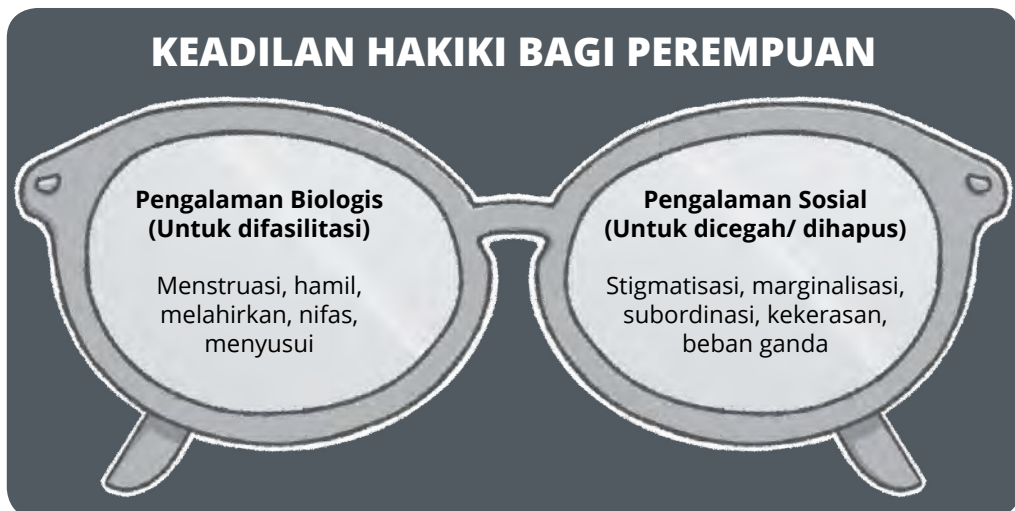 KEADILAN HAKIKI BAGI PEREMPUAN
Pengalaman Biologis
(Untuk difasilitasi)
Menstruasi, hamil,
melahirkan, nifas,
menyusui
Pengalaman Sosial
(Untuk dicegah/ dihapus)
Stigmatisasi, marginalisasi,
subordinasi, kekerasan,
beban ganda